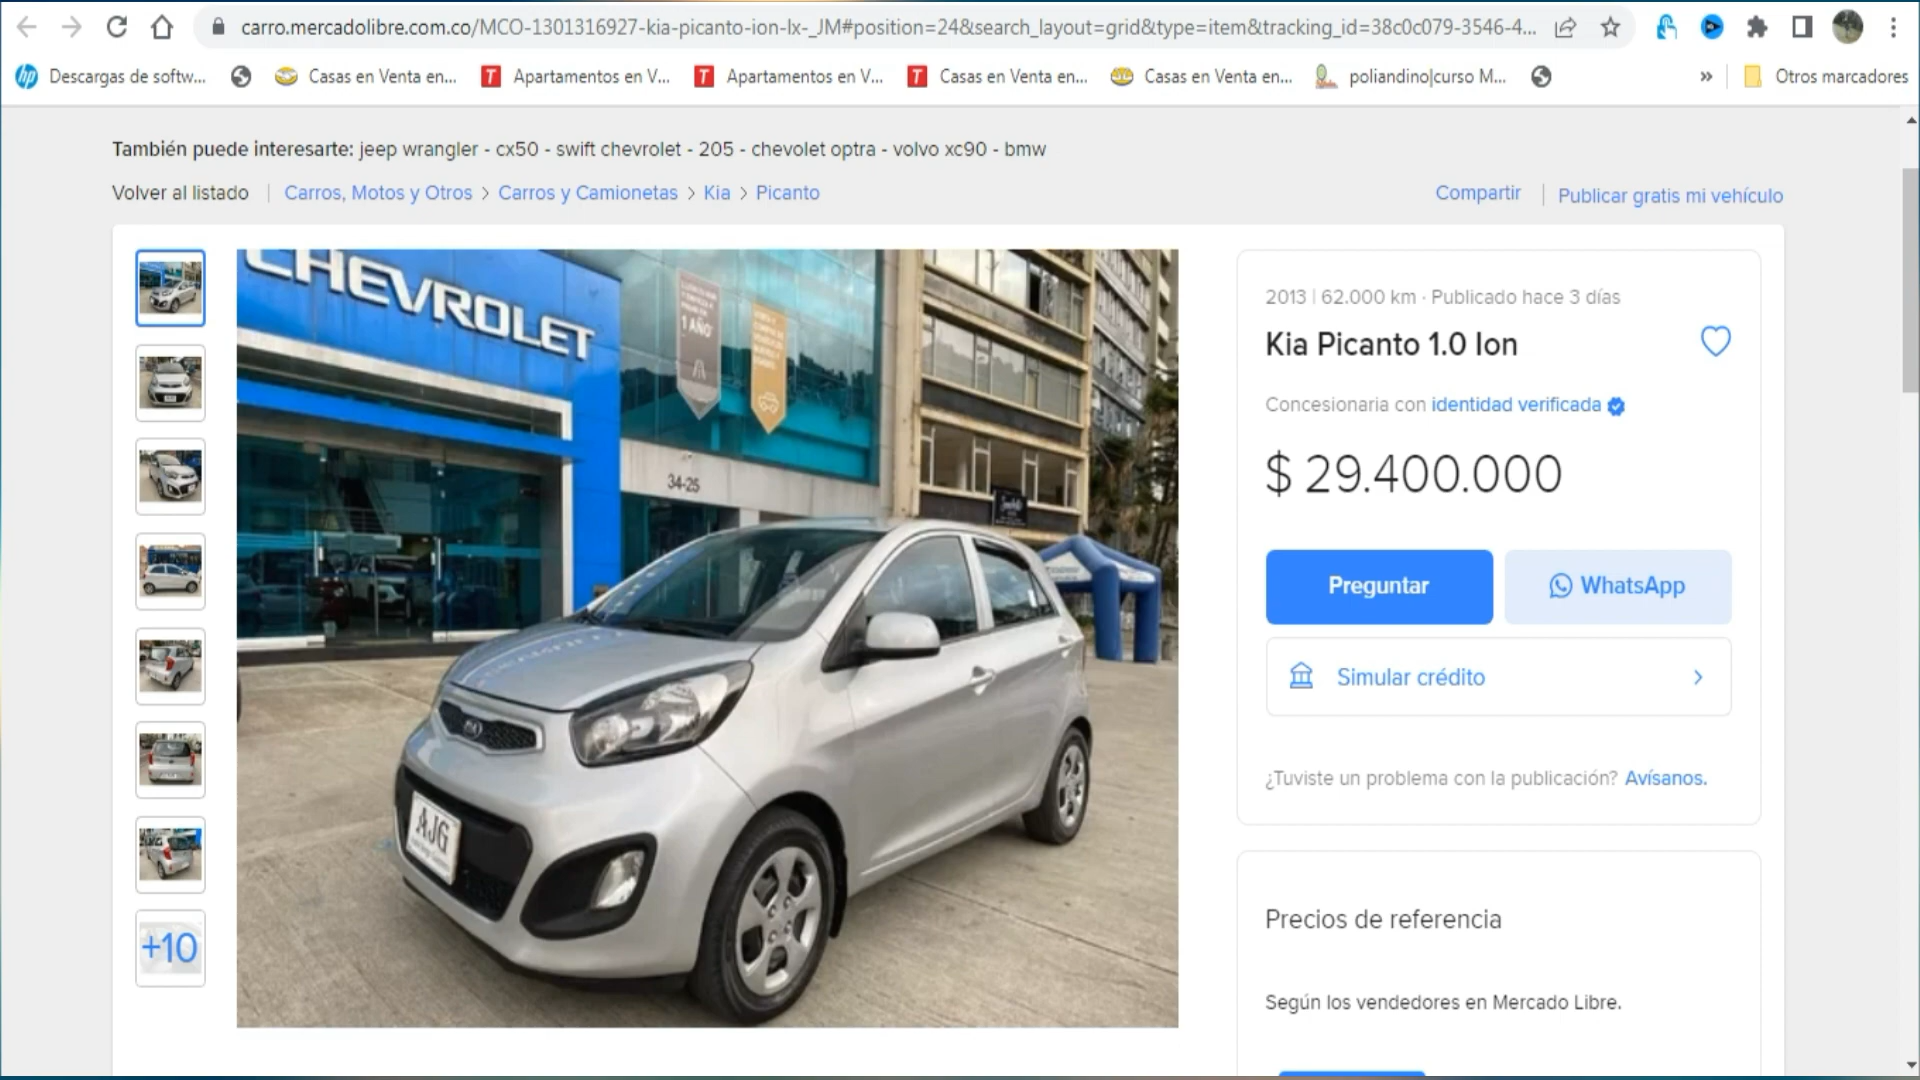 carro.mercadolibre.com.co/MCO-1301316927-kia-picanto-ion-lx-_JM#position=24&search_layout=grid&type=item&tracking_id=38c0c079-3546-4...
Descargas de softw... Casas en Venta en... Apartamentos en V... Apartamentos en V... Casas en Venta en... Casas en Venta en... poliandino|curso M... » Otros marcadores
También puede interesarte: jeep wrangler - cx50 - swift chevrolet - 205 - chevolet optra - volvo xc90 - bmw
Volver al listado | Carros, Motos y Otros > Carros y Camionetas > Kia > Picanto
Compartir | Publicar gratis mi vehículo
CHEVROLET
1 AÑO
34-25
AJG
+10
2013 | 62.000 km · Publicado hace 3 días
Kia Picanto 1.0 Ion
Concesionaria con identidad verificada
$ 29.400.000
Preguntar
WhatsApp
Simular crédito
¿Tuviste un problema con la publicación? Avísanos.
Precios de referencia
Según los vendedores en Mercado Libre.